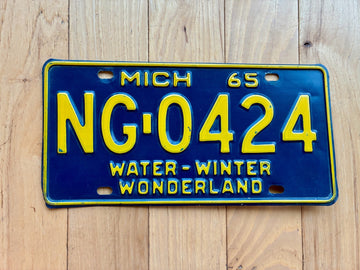 MICH 65
NG-0424
WATER-WINTER
WONDERLAND